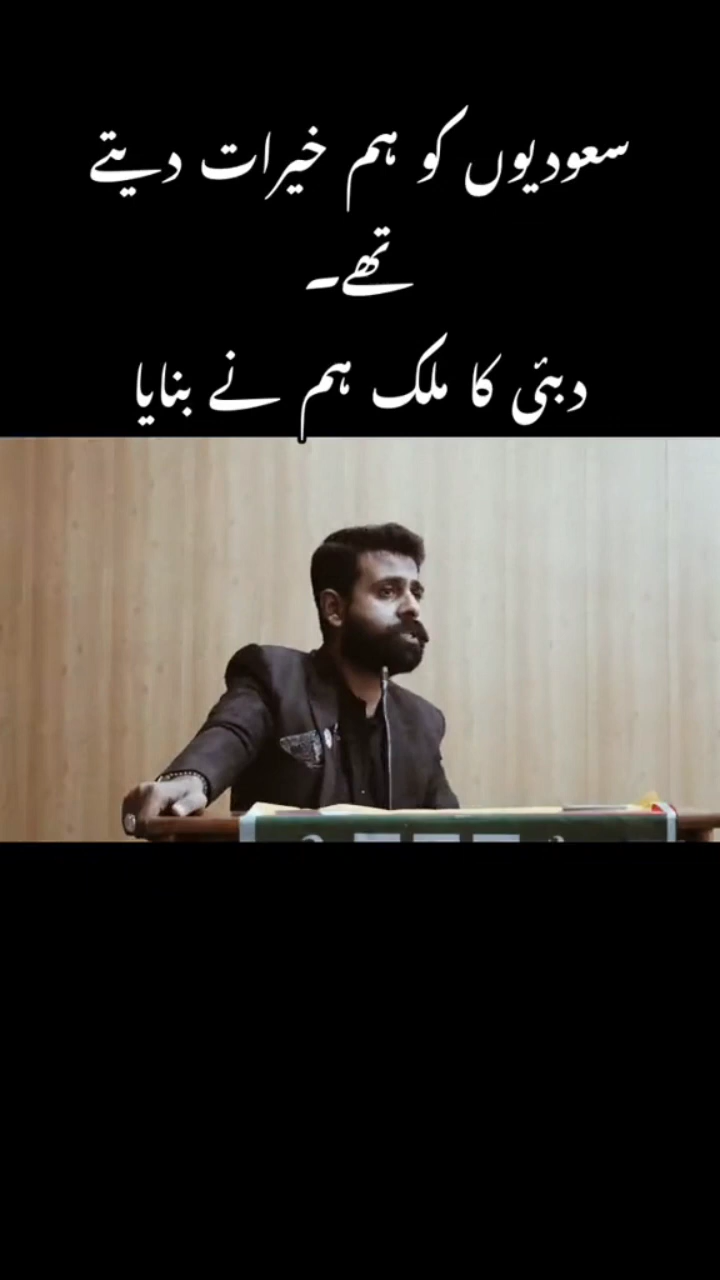 سعودیوں کو ہم خیرات دیتے
تھے۔
دبئی کا ملک ہم نے بنایا